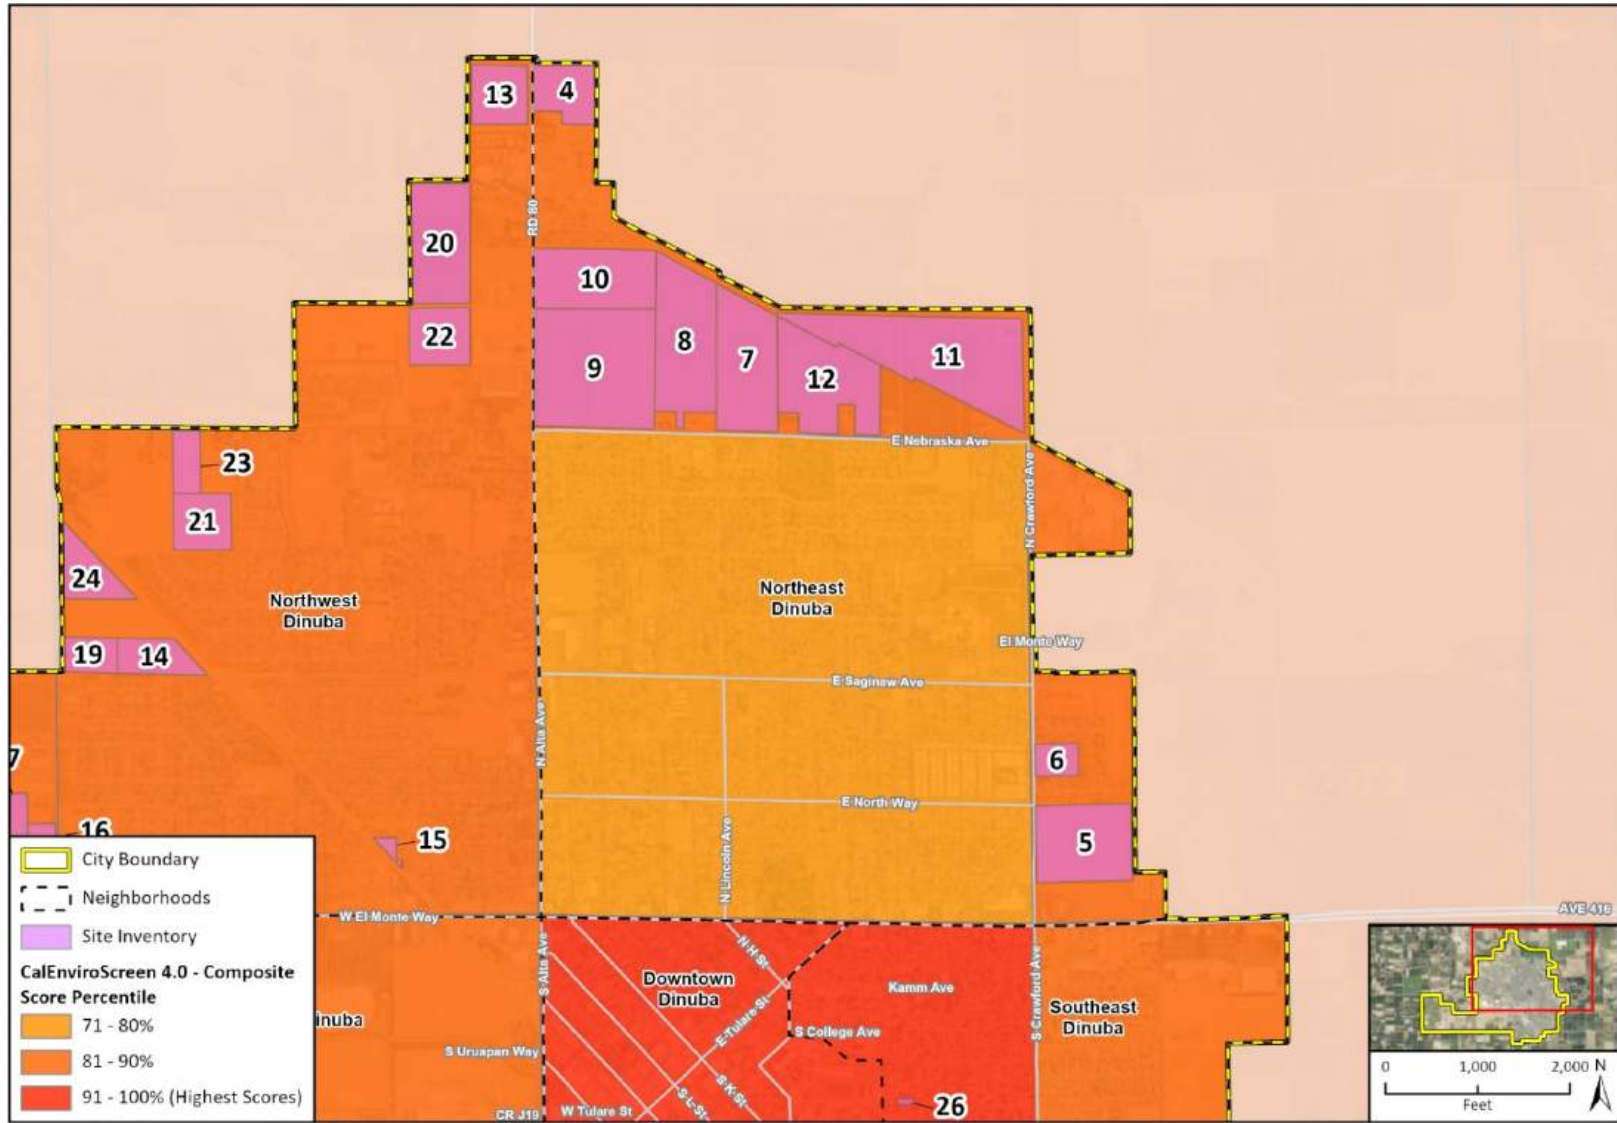 13
4
RD 80
20
10
22
9
8
7
12
11
E Nebraska Ave
23
21
N Crawford Ave
24
Northwest
Dinuba
Northeast
Dinuba
19
14
El Monte Way
E Saginaw Ave
N Alta Ave
7
6
E North Way
16
15
N Lincoln Ave
5
W El Monte Way
AVE 416
City Boundary
Neighborhoods
Site Inventory
CalEnviroScreen 4.0 - Composite
Score Percentile
71 - 80%
81 - 90%
91 - 100% (Highest Scores)
inuba
S Alta Ave
N H St
Downtown
Dinuba
Kamm Ave
S Crawford Ave
Southeast
Dinuba
E Tulare St
S College Ave
S Uruapan Way
S K St
S L St
W Tulare St
CR J19
26
0
1,000
2,000
N
Feet